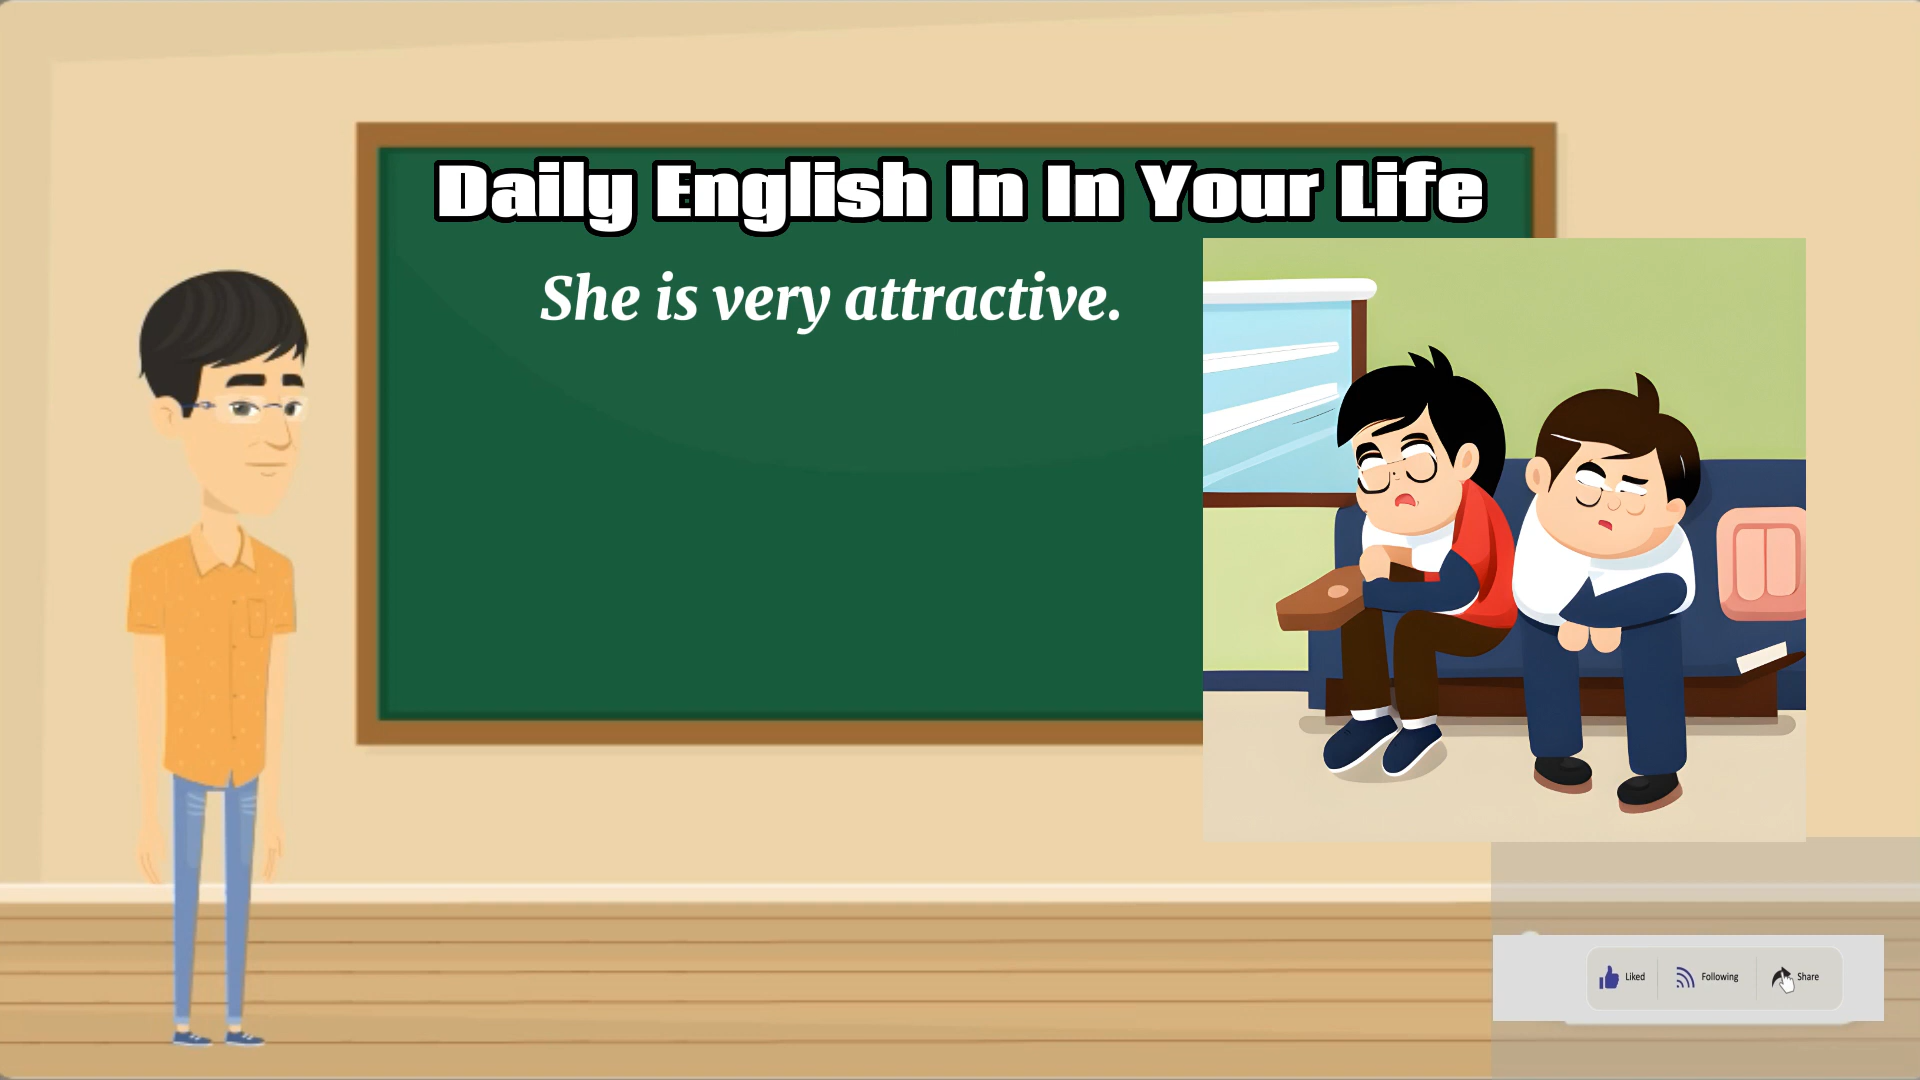 Daily English In In Your Life
She is very attractive.
Liked Following Share